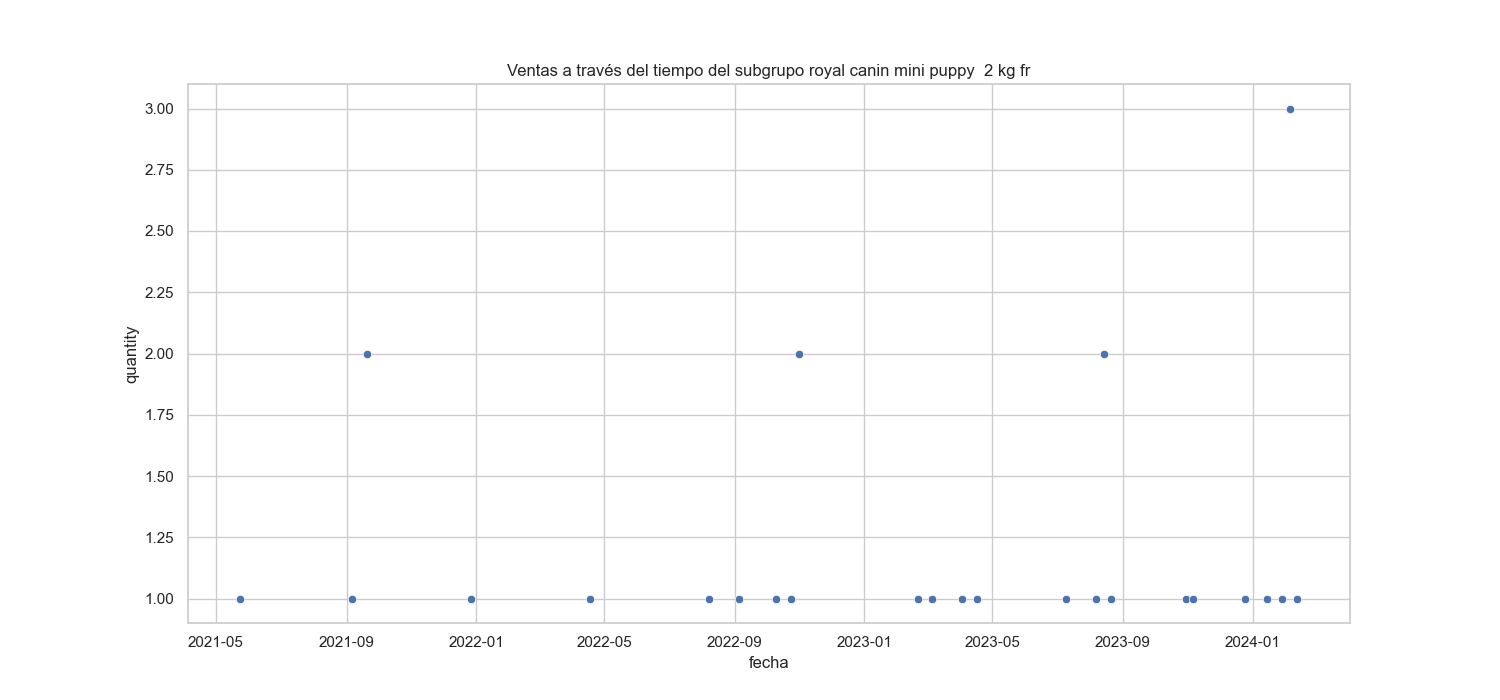 Ventas a través del tiempo del subgrupo royal canin mini puppy  2 kg fr
3.00
2.75
2.50
2.25
2.00
1.75
1.50
1.25
1.00
quantity
2021-05 2021-09 2022-01 2022-05 2022-09 2023-01 2023-05 2023-09 2024-01
fecha